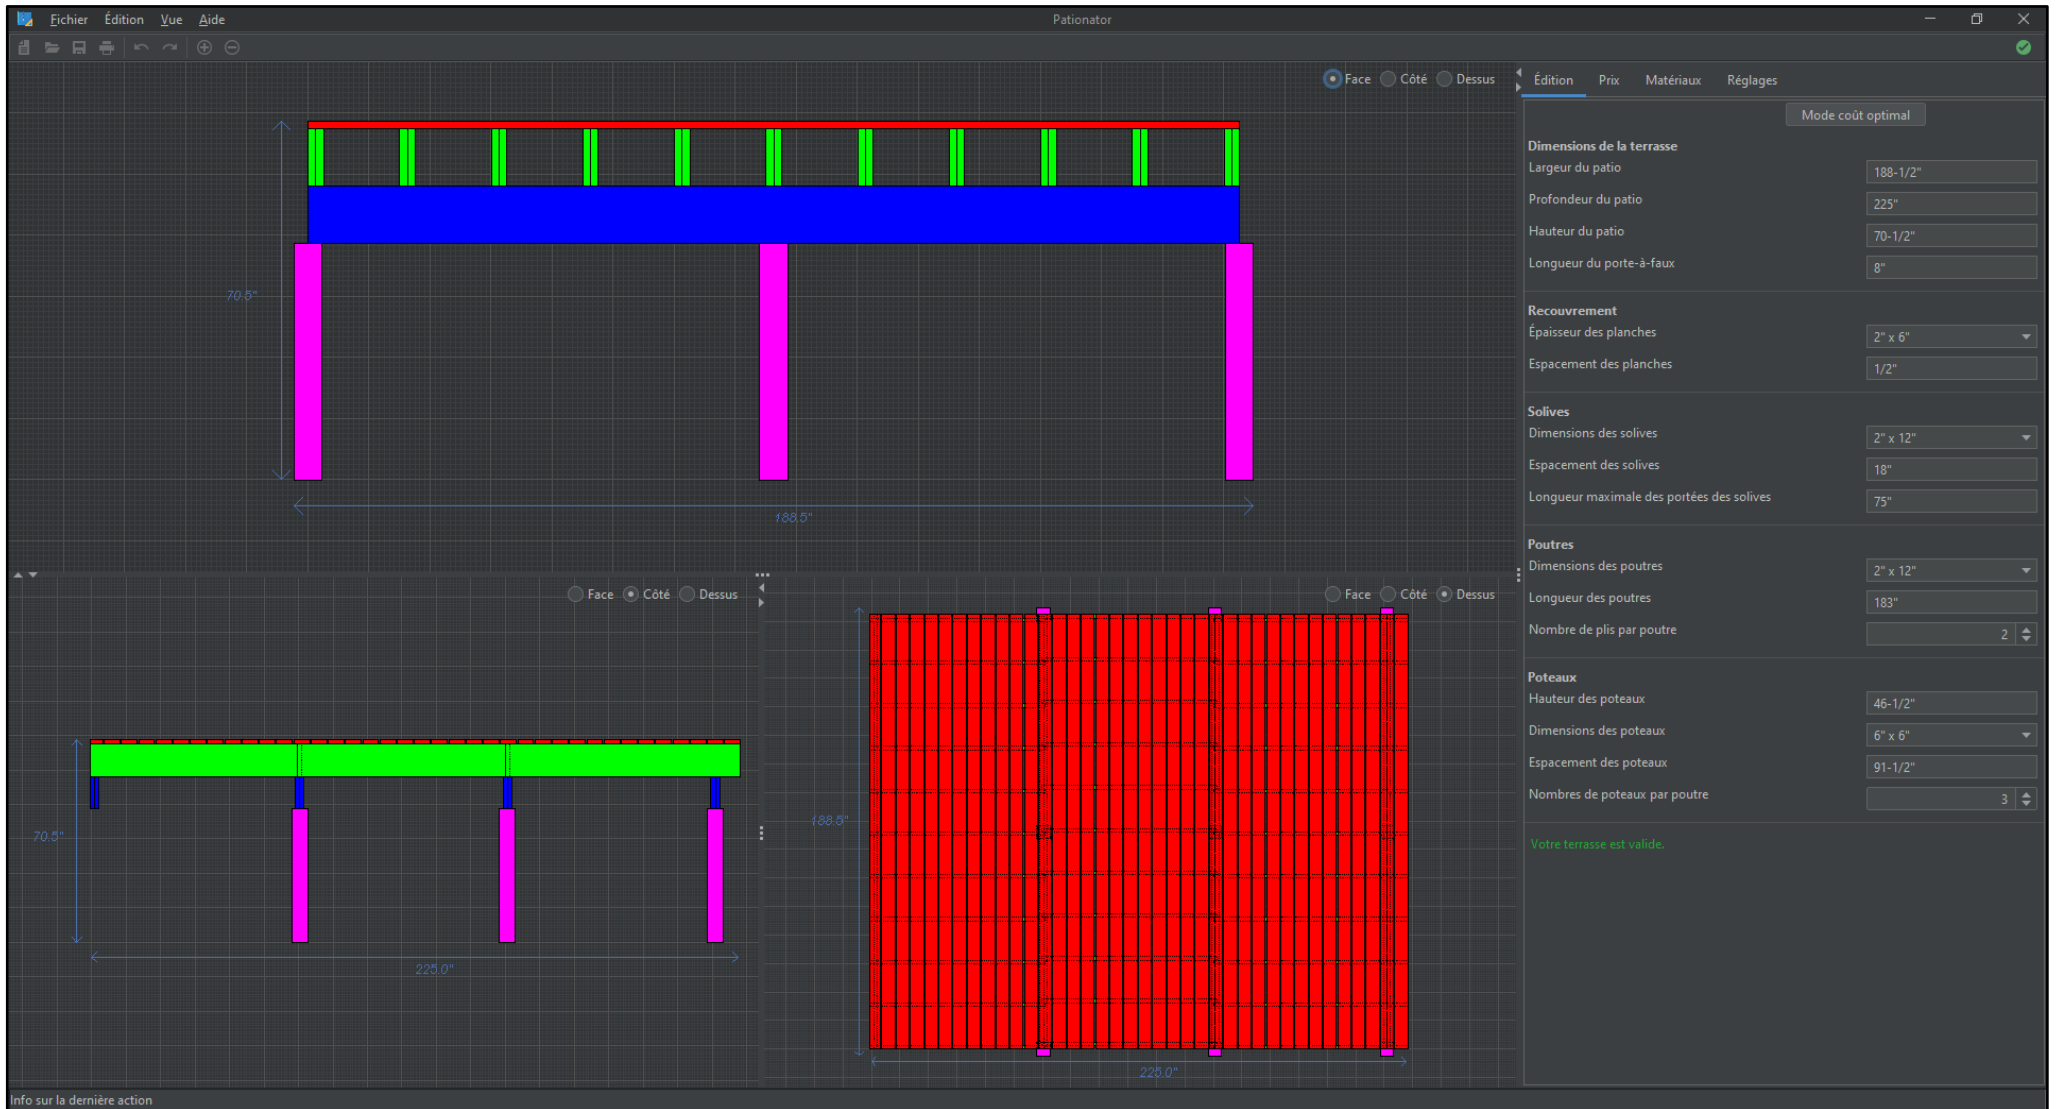 Fichier Édition Vue Aide
Pationator
Face Côté Dessus
70.5"
188.5"
Face Côté Dessus
70.5"
225.0"
Face Côté Dessus
188.5"
225.0"
Édition Prix Matériaux Réglages
Mode coût optimal
Dimensions de la terrasse
Largeur du patio 188-1/2"
Profondeur du patio 225"
Hauteur du patio 70-1/2"
Longueur du porte-à-faux 8"
Recouvrement
Épaisseur des planches 2" x 6"
Espacement des planches 1/2"
Solives
Dimensions des solives 2" x 12"
Espacement des solives 18"
Longueur maximale des portées des solives 75"
Poutres
Dimensions des poutres 2" x 12"
Longueur des poutres 183"
Nombre de plis par poutre 2
Poteaux
Hauteur des poteaux 46-1/2"
Dimensions des poteaux 6" x 6"
Espacement des poteaux 91-1/2"
Nombres de poteaux par poutre 3
Votre terrasse est valide.
Info sur la dernière action